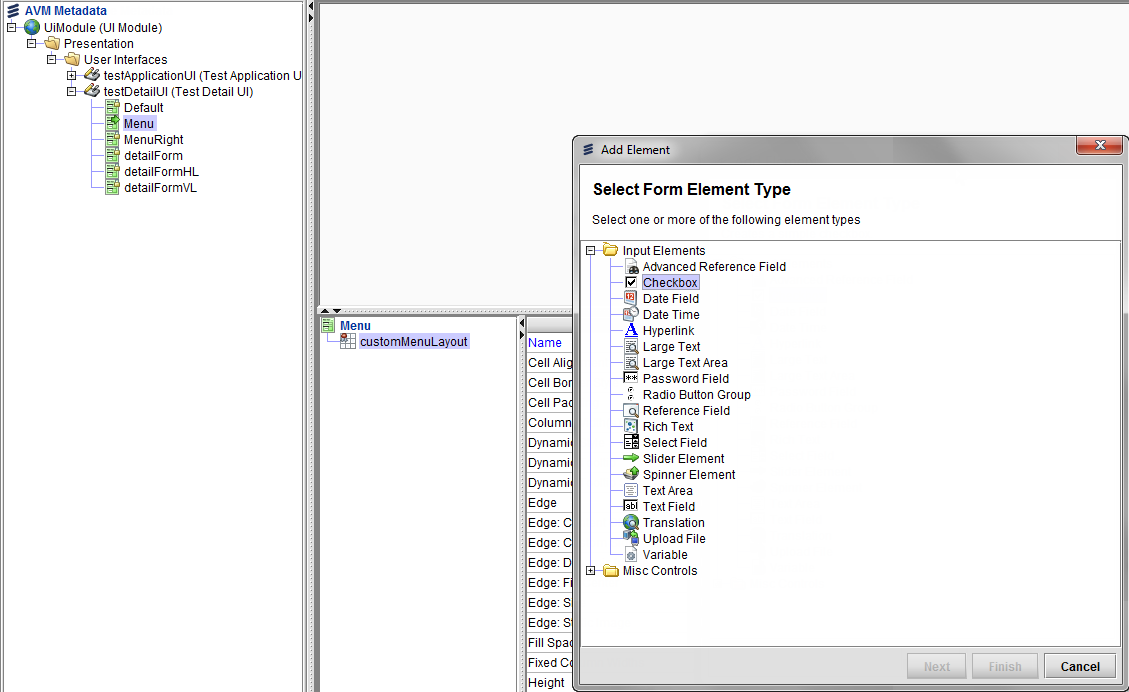 AVM Metadata
UiModule (UI Module)
Presentation
User Interfaces
testApplicationUI (Test Application U
testDetailUI (Test Detail UI)
Default
Menu
MenuRight
detailForm
detailFormHL
detailFormVL
Menu
customMenuLayout
Name
Cell Alig
Cell Bor
Cell Pad
Column
Dynamic
Dynamic
Dynamic
Edge
Edge: C
Edge: C
Edge: D
Edge: Fi
Edge: S
Edge: St
Fill Spac
Fixed Co
Height
Add Element
Select Form Element Type
Select one or more of the following element types
Input Elements
Advanced Reference Field
Checkbox
Date Field
Date Time
Hyperlink
Large Text
Large Text Area
Password Field
Radio Button Group
Reference Field
Rich Text
Select Field
Slider Element
Spinner Element
Text Area
Text Field
Translation
Upload File
Variable
Misc Controls
Next Finish Cancel